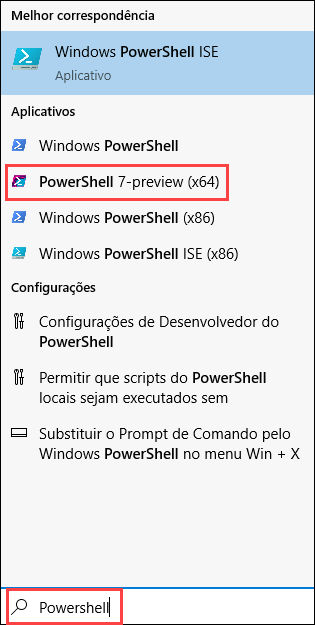 Melhor correspondência
Windows PowerShell ISE
Aplicativo
Aplicativos
Windows PowerShell
PowerShell 7-preview (x64)
Windows PowerShell (x86)
Windows PowerShell ISE (x86)
Configurações
Configurações de Desenvolvedor do
PowerShell
Permitir que scripts do PowerShell
locais sejam executados sem
Substituir o Prompt de Comando pelo
Windows PowerShell no menu Win + X
Powershell